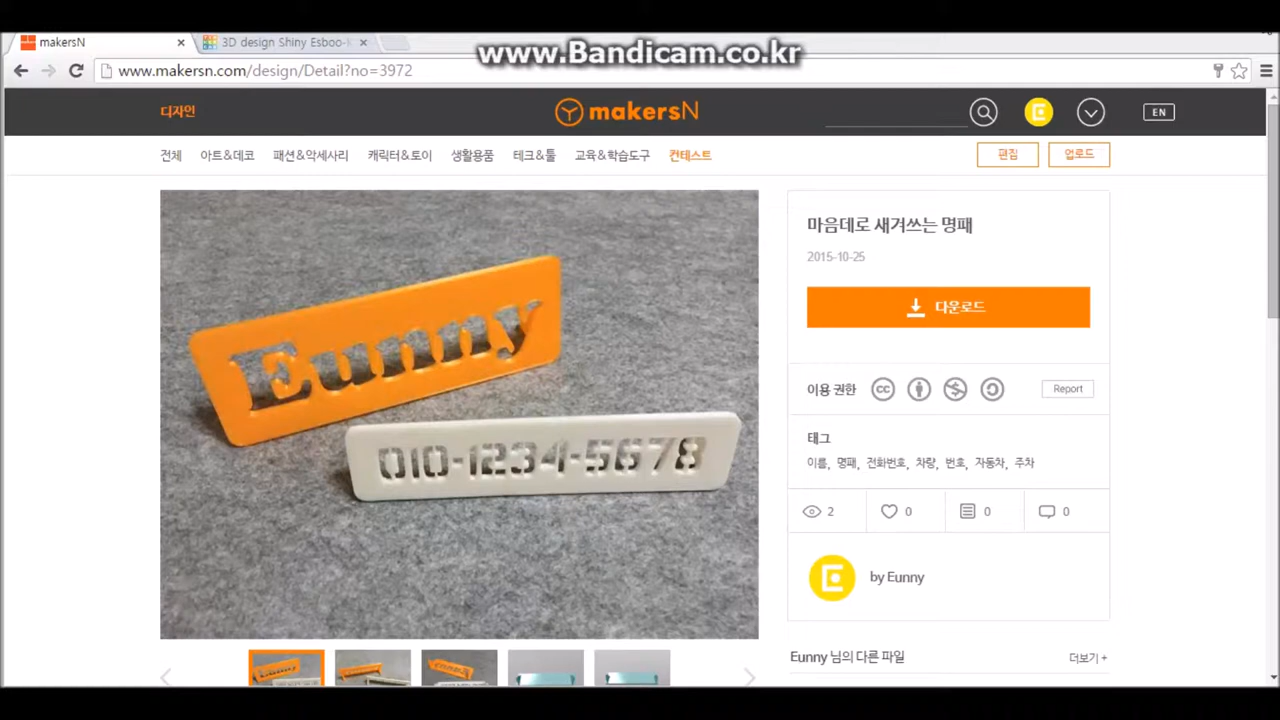 makersN
3D design Shiny Esboo-
www.Bandicam.co.kr
www.makersn.com/design/Detail?no=3972
디자인
makersN
EN
전체
아트&데코
패션&악세사리
캐릭터&토이
생활용품
테크&툴
교육&학습도구
컨테스트
편집
업로드
Eunny
010-1234-5678
마음데로 새겨쓰는 명패
2015-10-25
다운로드
이용 권한
cc
Report
태그
이름, 명패, 전화번호, 차량, 번호, 자동차, 주차
2
0
0
0
by Eunny
Eunny 님의 다른 파일
더보기 +